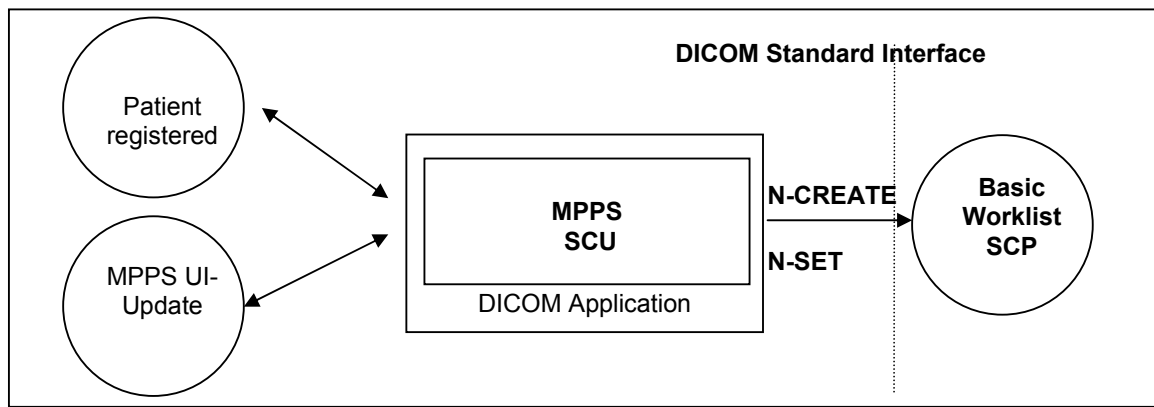 DICOM Standard Interface
Patient
registered
MPPS UI-
Update
MPPS
SCU
DICOM Application
N-CREATE
N-SET
Basic
Worklist
SCP